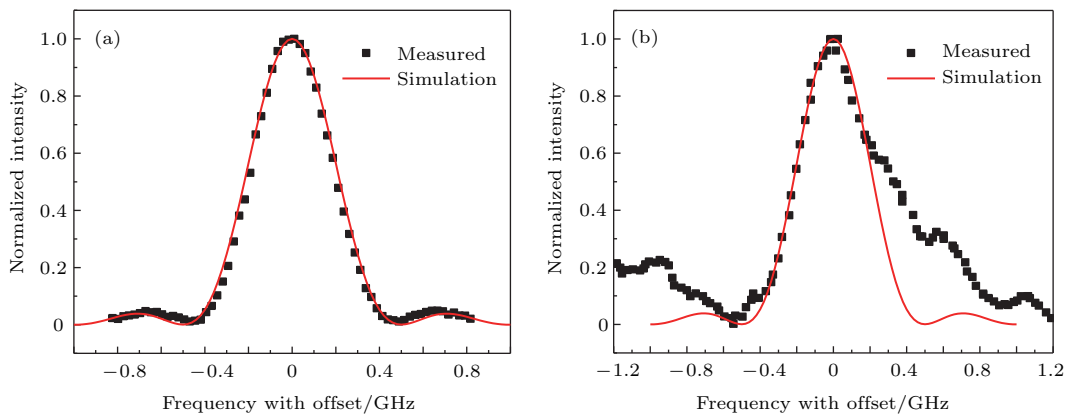 (a)
Measured
Simulation
1.0
0.8
0.6
0.4
0.2
0
−0.8
−0.4
0
0.4
0.8
Normalized intensity
Frequency with offset/GHz
(b)
Measured
Simulation
1.0
0.8
0.6
0.4
0.2
0
−1.2
−0.8
−0.4
0
0.4
0.8
1.2
Normalized intensity
Frequency with offset/GHz